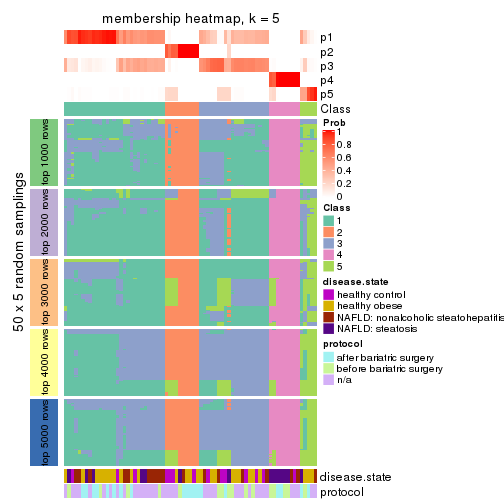 membership heatmap, k = 5
p1
p2
p3
p4
p5
Class
50 x 5 random samplings
top 1000 rows
top 2000 rows
top 3000 rows
top 4000 rows
top 5000 rows
Prob
1
0.8
0.6
0.4
0.2
0
Class
1
2
3
4
5
disease.state
healthy control
healthy obese
NAFLD: nonalcoholic steatohepatitis
NAFLD: steatosis
protocol
after bariatric surgery
before bariatric surgery
n/a
disease.state
protocol